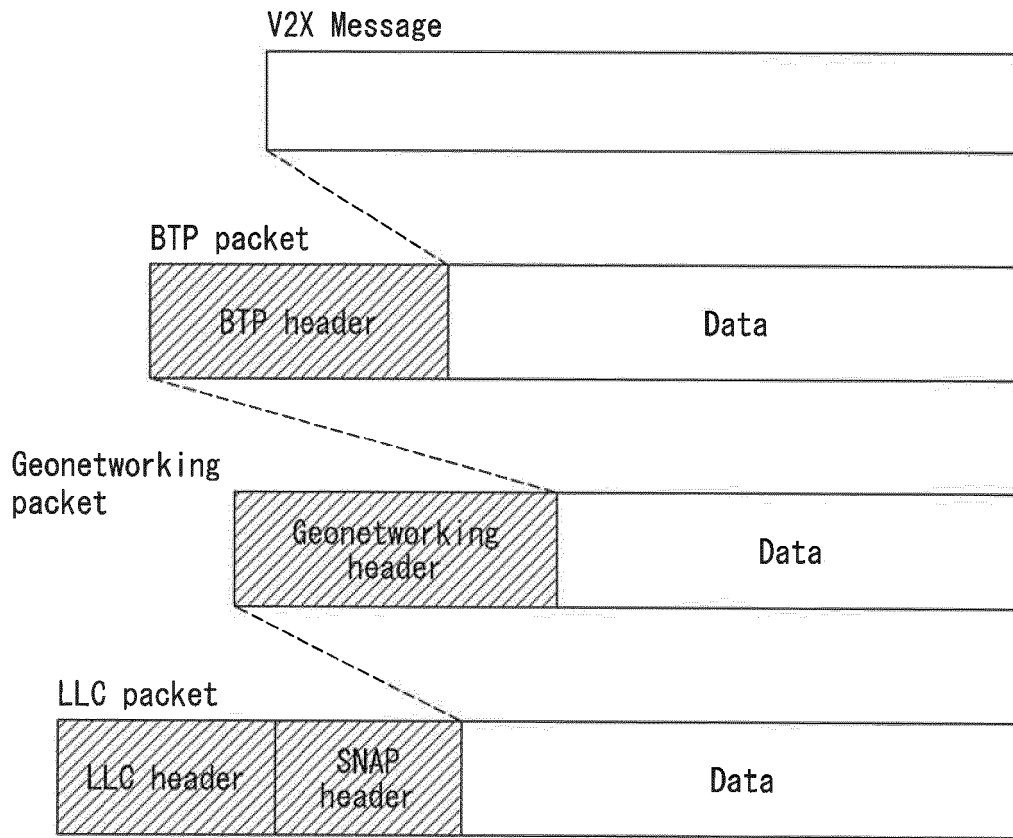 V2X Message
BTP packet
BTP header
Data
Geonetworking
packet
Geonetworking
header
Data
LLC packet
LLC header
SNAP
header
Data